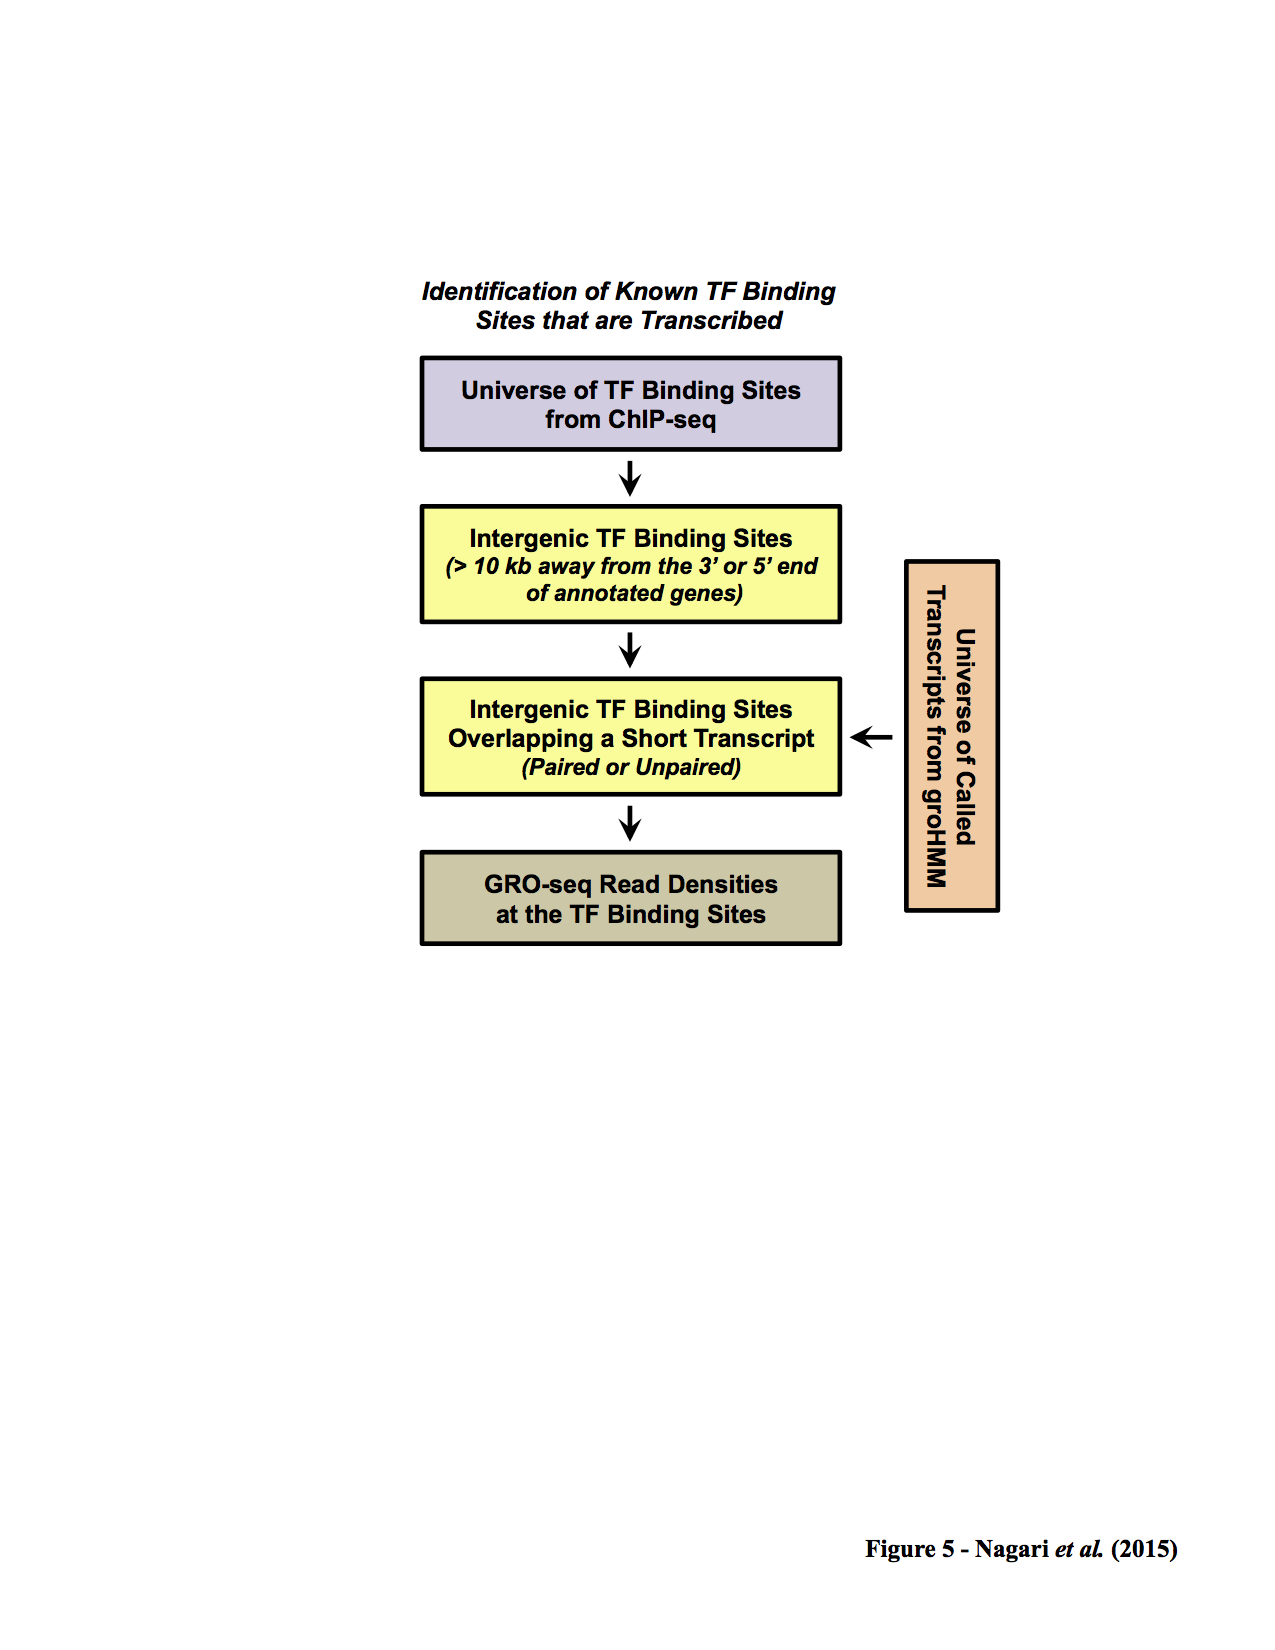 Identification of Known TF Binding
Sites that are Transcribed
Universe of TF Binding Sites
from ChIP-seq
Intergenic TF Binding Sites
(> 10 kb away from the 3’ or 5’ end
of annotated genes)
Intergenic TF Binding Sites
Overlapping a Short Transcript
(Paired or Unpaired)
Universe of Called
Transcripts from groHMM
GRO-seq Read Densities
at the TF Binding Sites
Figure 5 - Nagari et al. (2015)